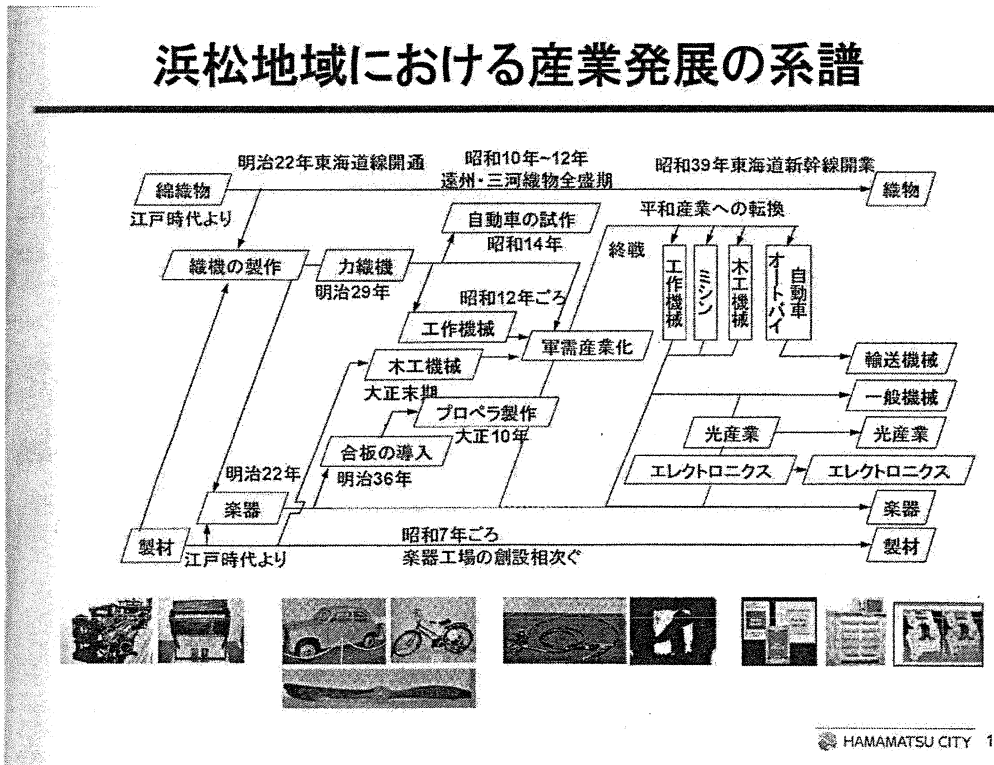 浜松地域における産業発展の系譜
明治22年東海道線開通
昭和10年~12年
遠州・三河織物全盛期
昭和39年東海道新幹線開業
綿織物
織物
江戸時代より
自動車の試作
昭和14年
平和産業への転換
終戦
織機の製作
力織機
明治29年
工作機械
ミシン
木工機械
オートバイ
自動車
昭和12年ごろ
工作機械
軍需産業化
木工機械
大正末期
輸送機械
一般機械
プロペラ製作
大正10年
光産業
光産業
合板の導入
明治36年
エレクトロニクス
エレクトロニクス
明治22年
楽器
楽器
製材
江戸時代より
昭和7年ごろ
楽器工場の創設相次ぐ
製材
HAMAMATSU CITY 1